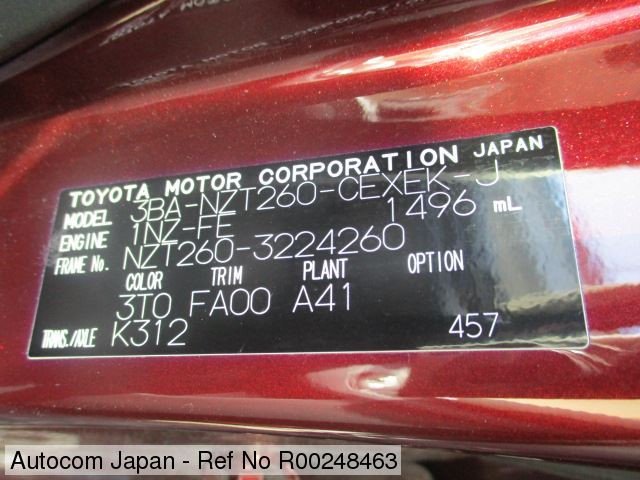 TOYOTA MOTOR CORPORATION JAPAN
MODEL 3BA-NZT260-CEXEK-J
ENGINE 1NZ-FE 1496 mL
FRAME No. NZT260-3224260
COLOR TRIM PLANT OPTION
3T0 FA00 A41
TRANS./AXLE K312 457
Autocom Japan - Ref No R00248463